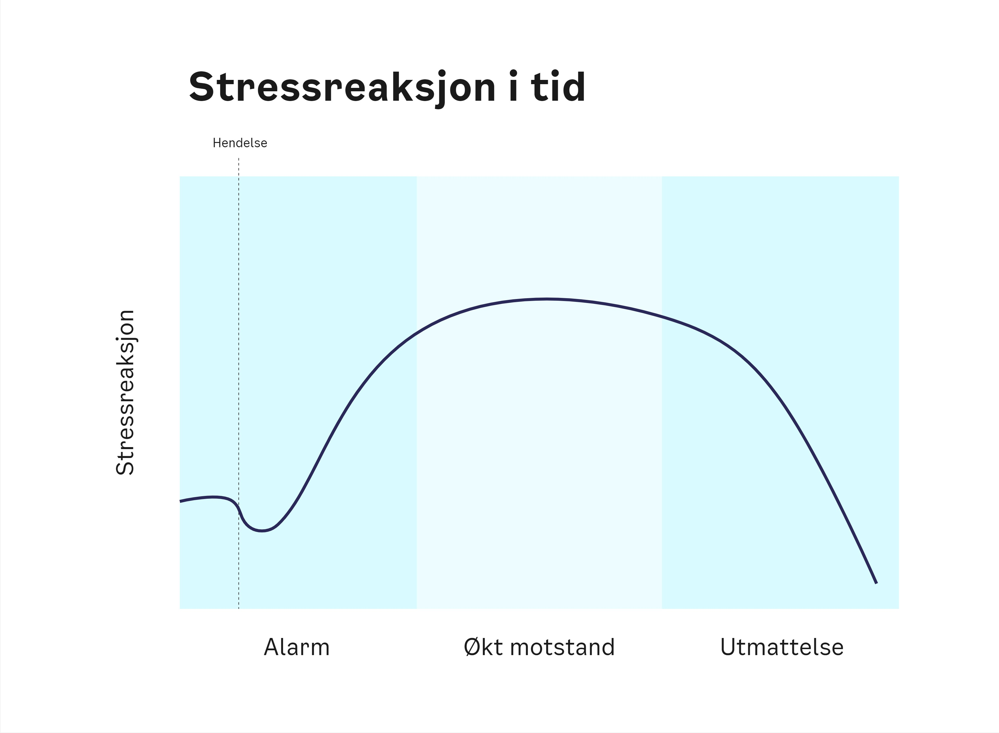 Stressreaksjon i tid
Hendelse
Stressreaksjon
Alarm
Økt motstand
Utmattelse